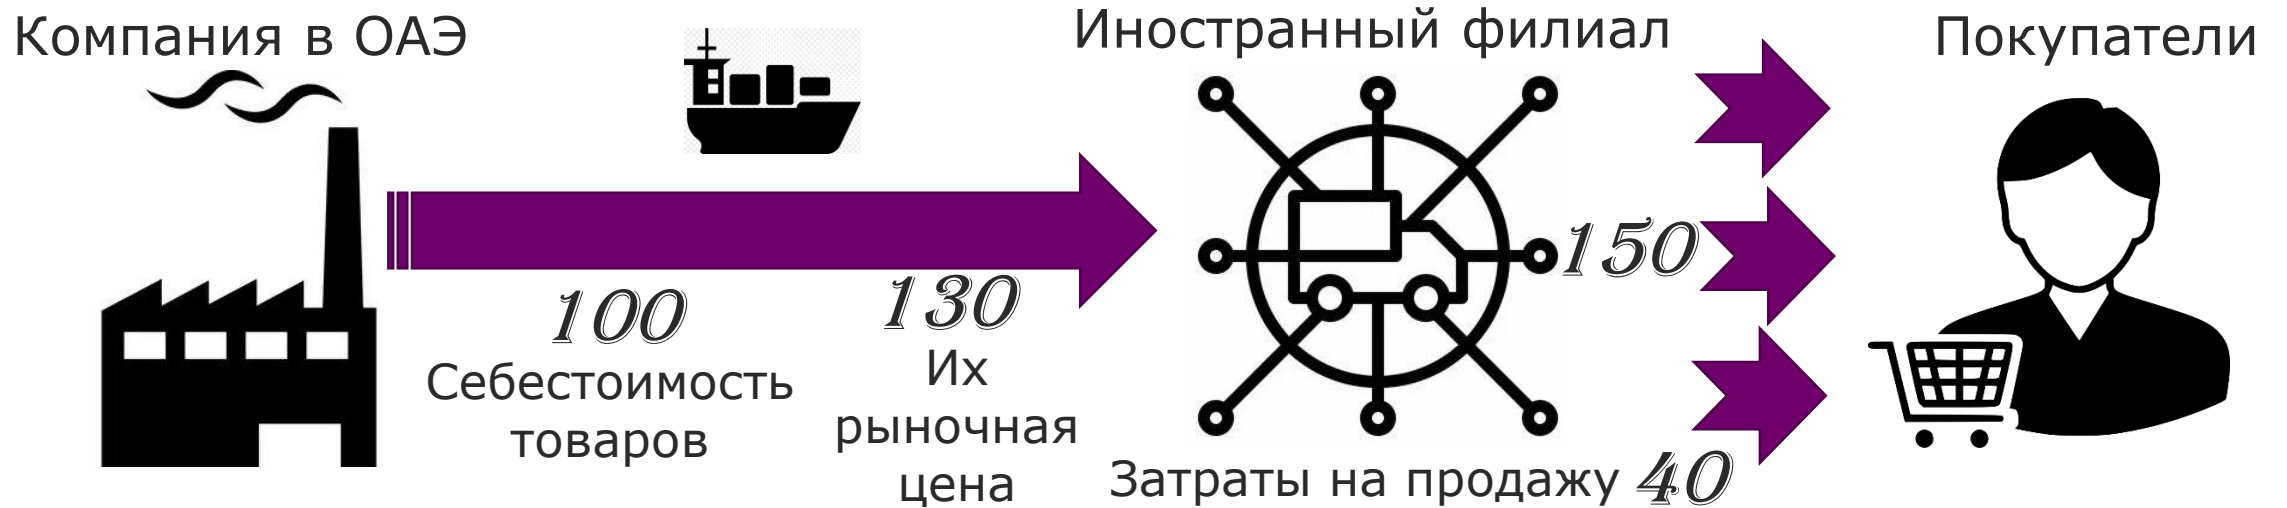 Компания в ОАЭ
Иностранный филиал
Покупатели
150
100
130
Себестоимость
товаров
Их
рыночная
цена
Затраты на продажу 40